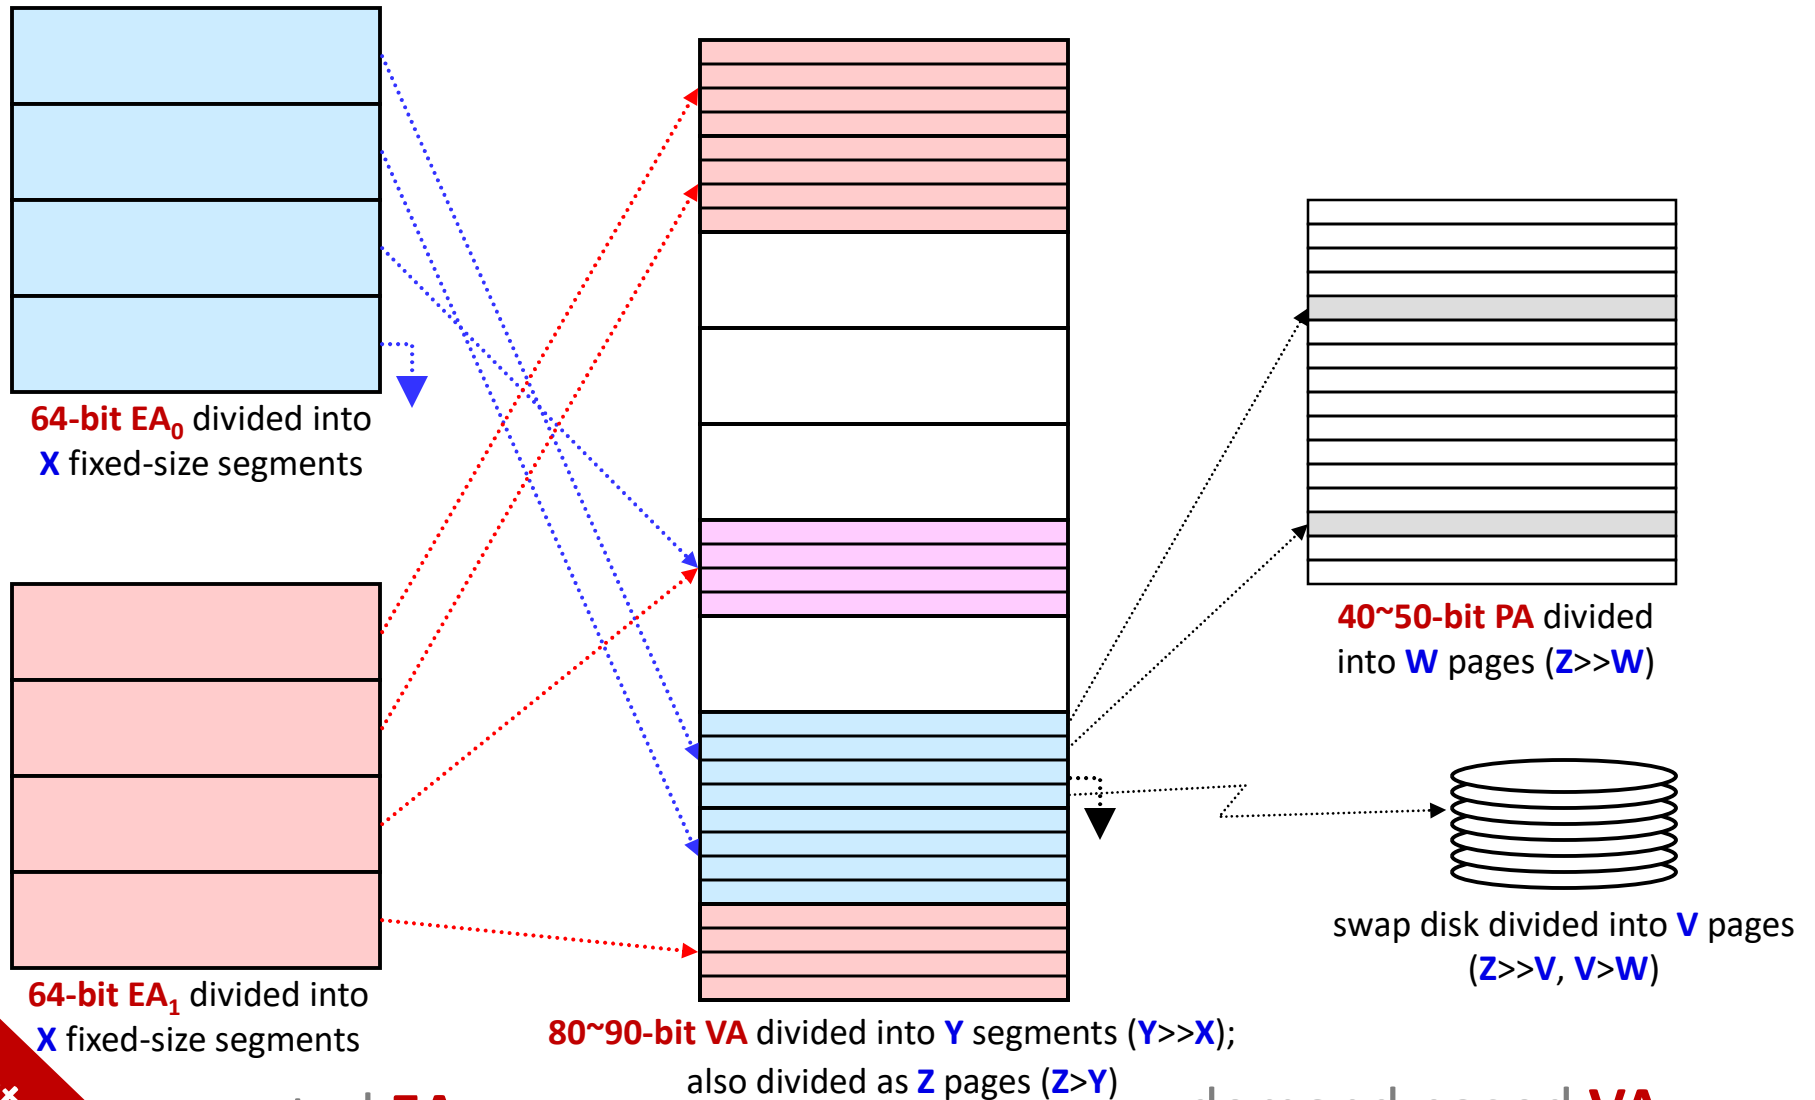 64-bit EA0 divided into
X fixed-size segments
64-bit EA1 divided into
X fixed-size segments
80~90-bit VA divided into Y segments (Y>>X);
also divided as Z pages (Z>Y)
40~50-bit PA divided
into W pages (Z>>W)
swap disk divided into V pages
(Z>>V, V>W)